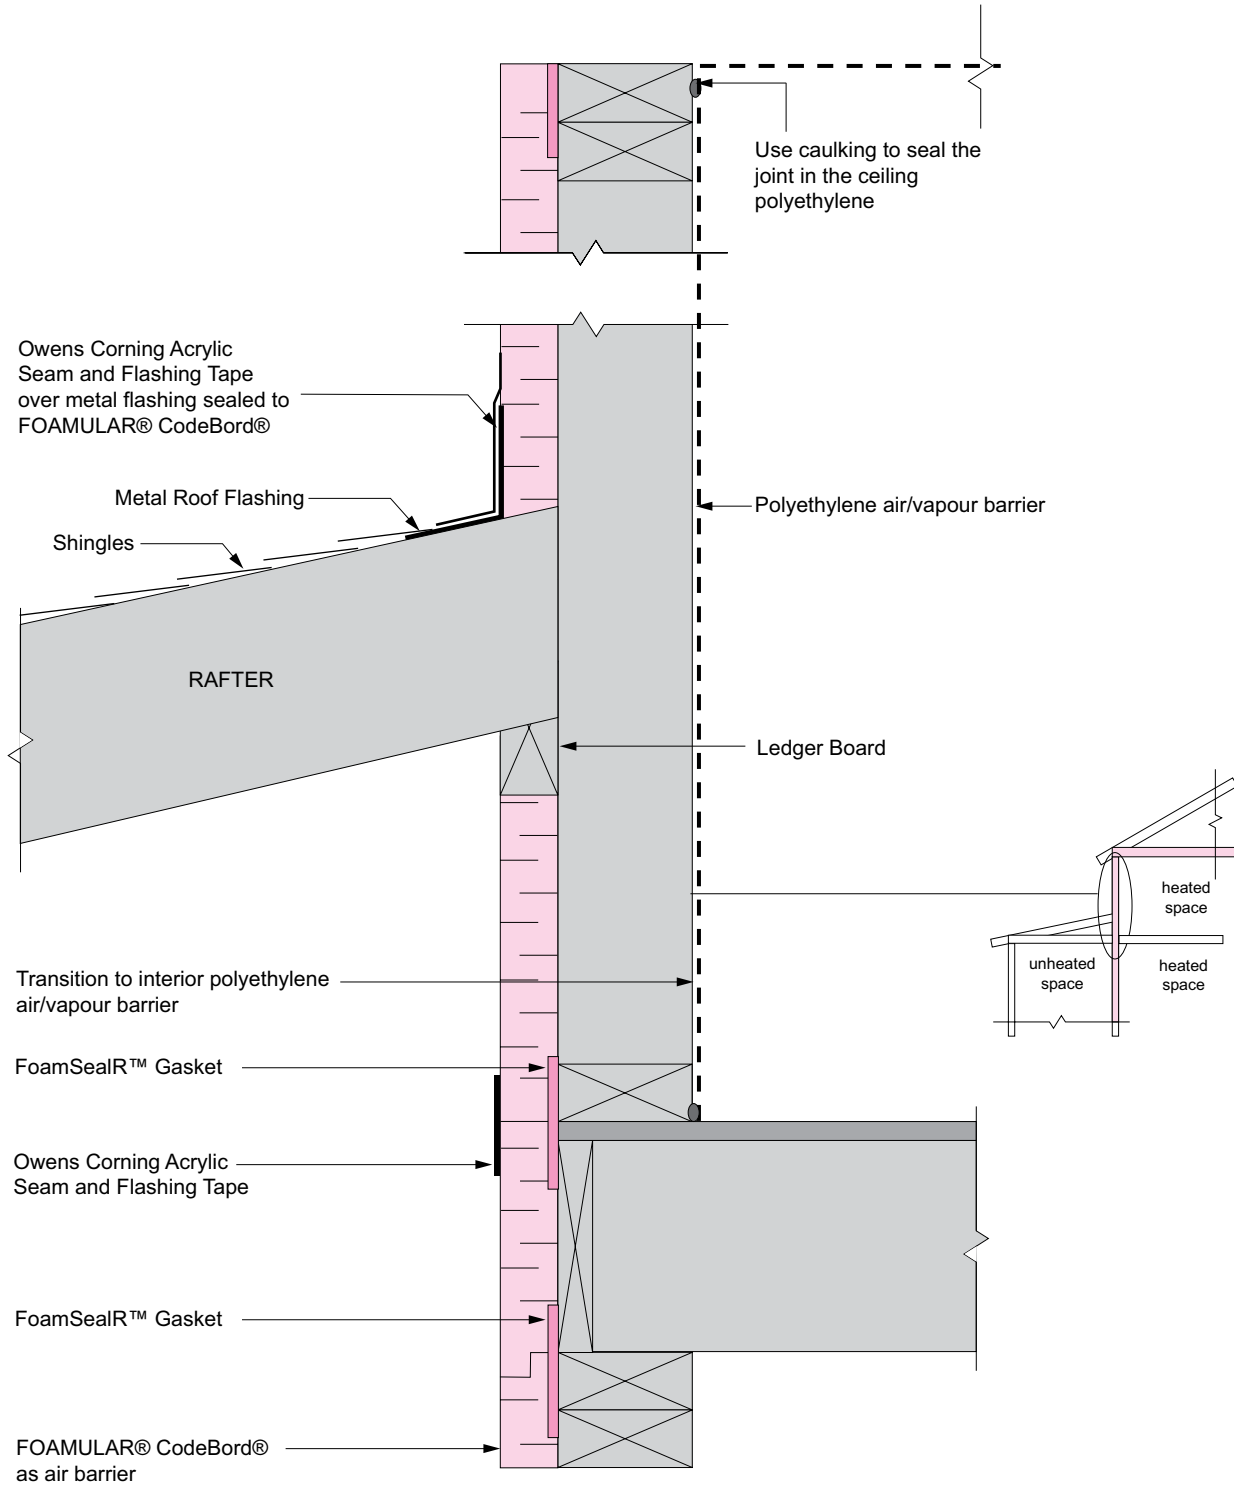 Use caulking to seal the
joint in the ceiling
polyethylene
Owens Corning Acrylic
Seam and Flashing Tape
over metal flashing sealed to
FOAMULAR® CodeBord®
Metal Roof Flashing
Polyethylene air/vapour barrier
Shingles
RAFTER
Ledger Board
heated
space
unheated
space
heated
space
Transition to interior polyethylene
air/vapour barrier
FoamSealR™ Gasket
Owens Corning Acrylic
Seam and Flashing Tape
FoamSealR™ Gasket
FOAMULAR® CodeBord®
as air barrier